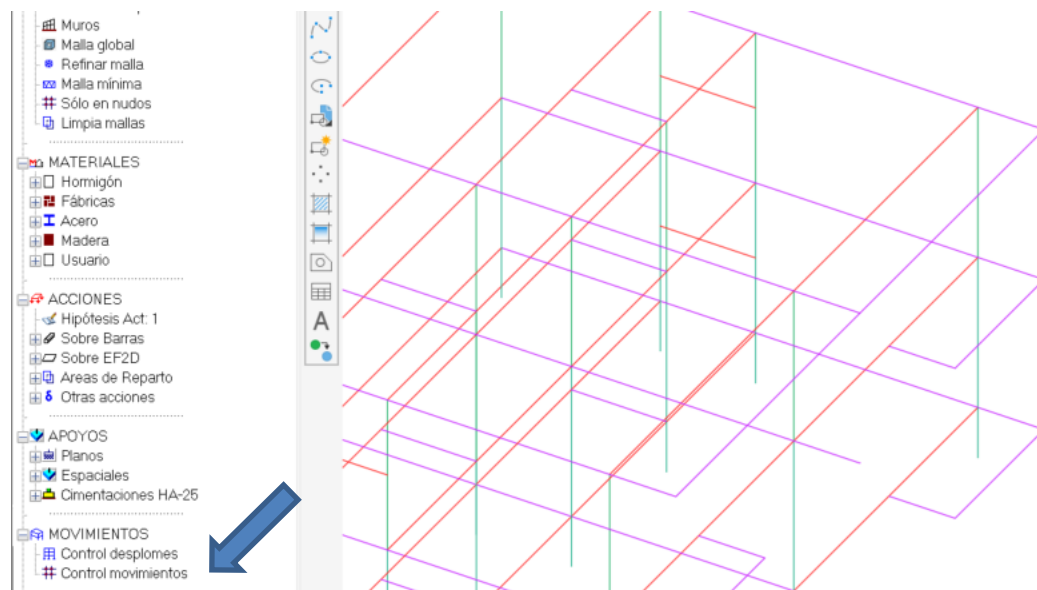 Muros
Malla global
Refinar malla
Malla mínima
Sólo en nudos
Limpia mallas
MATERIALES
Hormigón
Fábricas
Acero
Madera
Usuario
ACCIONES
Hipótesis Act: 1
Sobre Barras
Sobre EF2D
Areas de Reparto
Otras acciones
APOYOS
Planos
Espaciales
Cimentaciones HA-25
MOVIMIENTOS
Control desplomes
Control movimientos
A